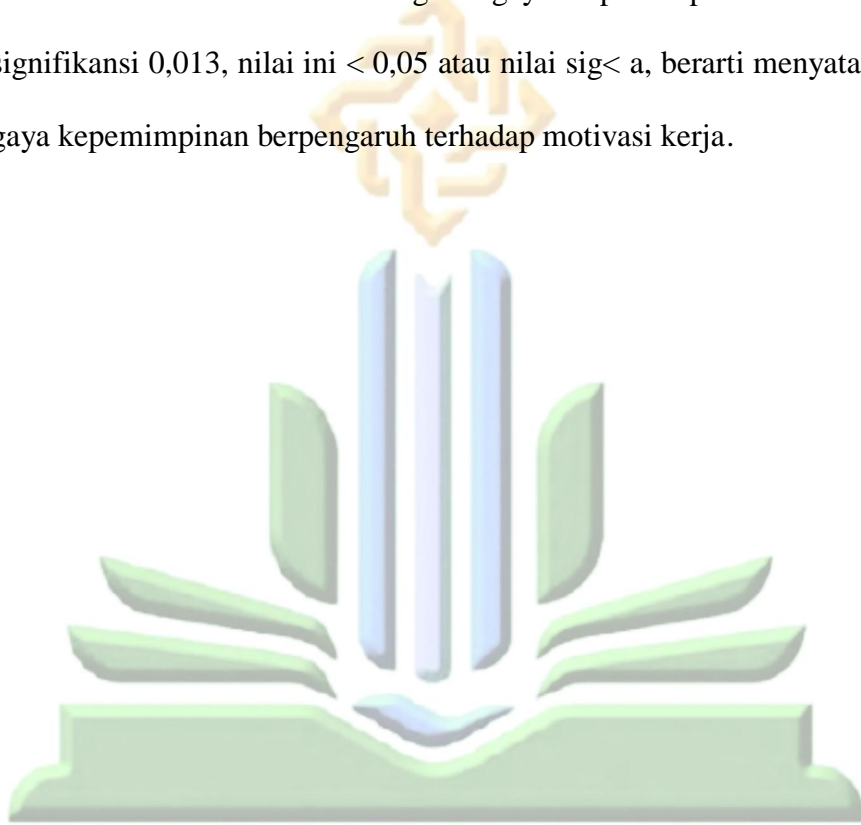 signifikansi 0,013, nilai ini < 0,05 atau nilai sig< a, berarti menyata
gaya kepemimpinan berpengaruh terhadap motivasi kerja.